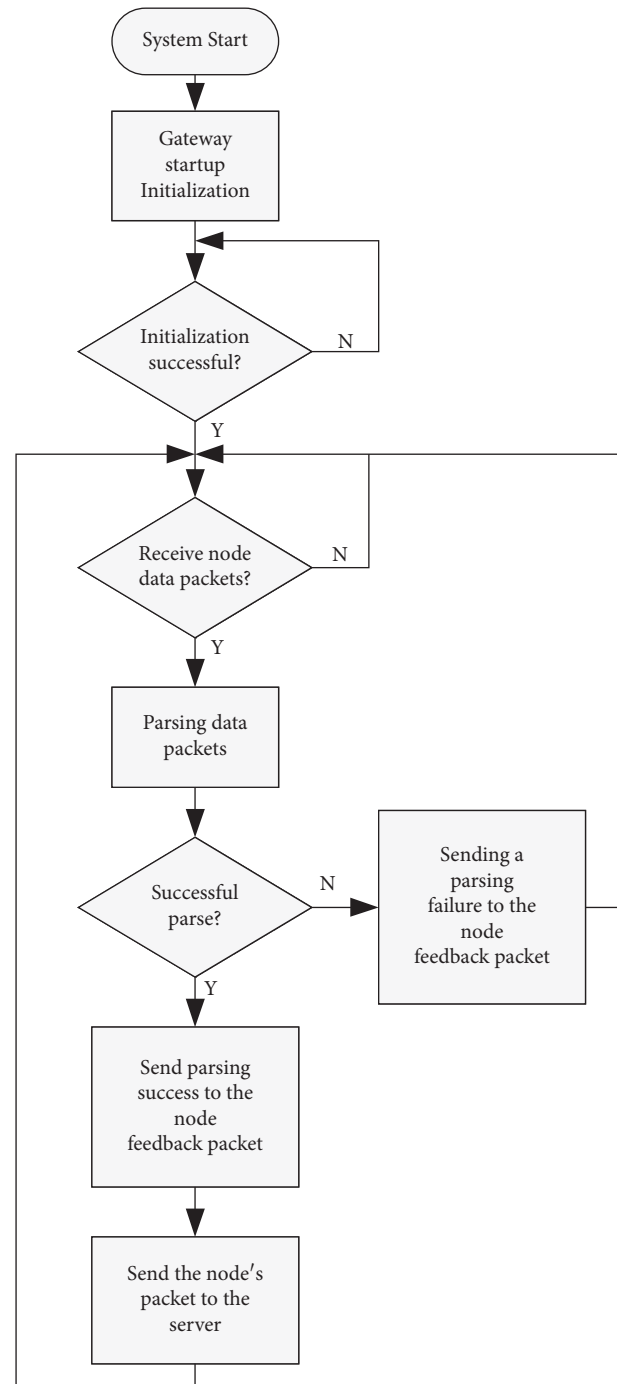 System Start
Gateway
startup
Initialization
Initialization
successful?
N
Y
Receive node
data packets?
N
Y
Parsing data
packets
Successful
parse?
N
Sending a
parsing
failure to the
node
feedback packet
Y
Send parsing
success to the
node
feedback packet
Send the node′s
packet to the
server